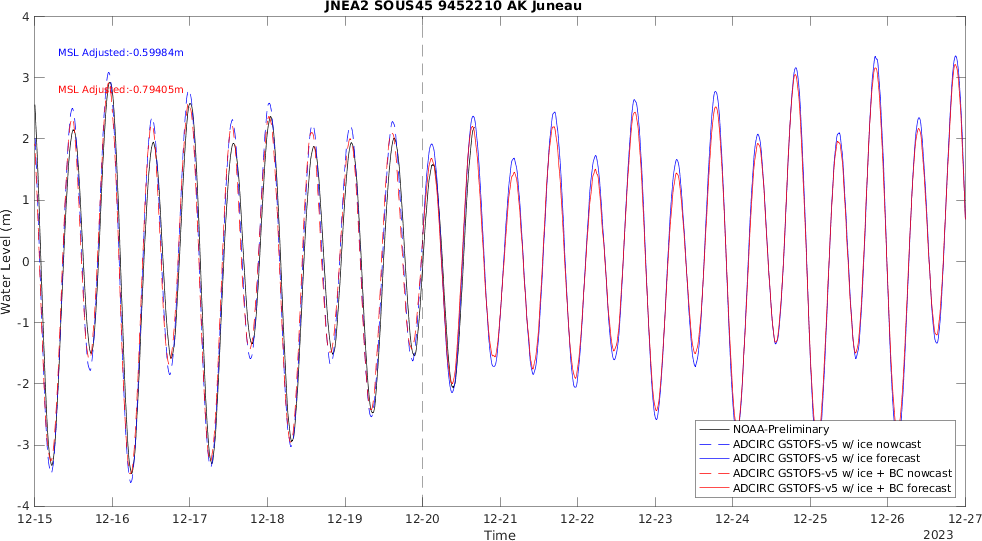 JNEA2 SOUS45 9452210 AK Juneau
4
3
2
1
0
-1
-2
-3
-4
Water Level (m)
MSL Adjusted:-0.59984m
MSL Adjusted:-0.79405m
NOAA-Preliminary
ADCIRC GSTOFS-v5 w/ ice nowcast
ADCIRC GSTOFS-v5 w/ ice forecast
ADCIRC GSTOFS-v5 w/ ice + BC nowcast
ADCIRC GSTOFS-v5 w/ ice + BC forecast
12-15 12-16 12-17 12-18 12-19 12-20 12-21 12-22 12-23 12-24 12-25 12-26 12-27
Time
2023